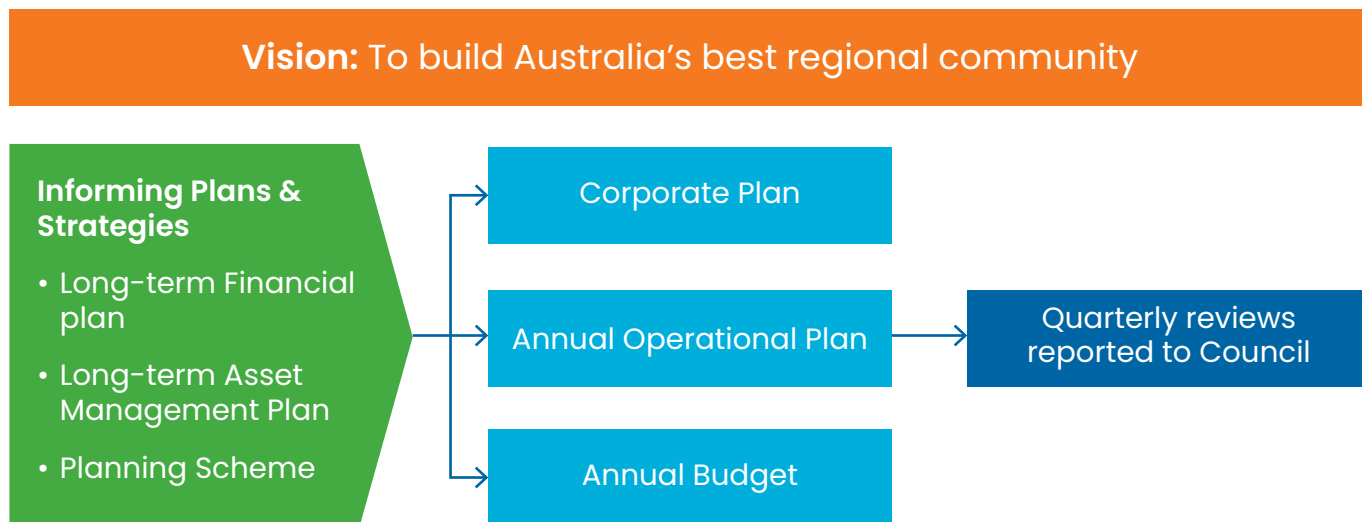 Vision: To build Australia’s best regional community
Informing Plans &
Strategies
• Long-term Financial
plan
• Long-term Asset
Management Plan
• Planning Scheme
Corporate Plan
Annual Operational Plan
Annual Budget
Quarterly reviews
reported to Council